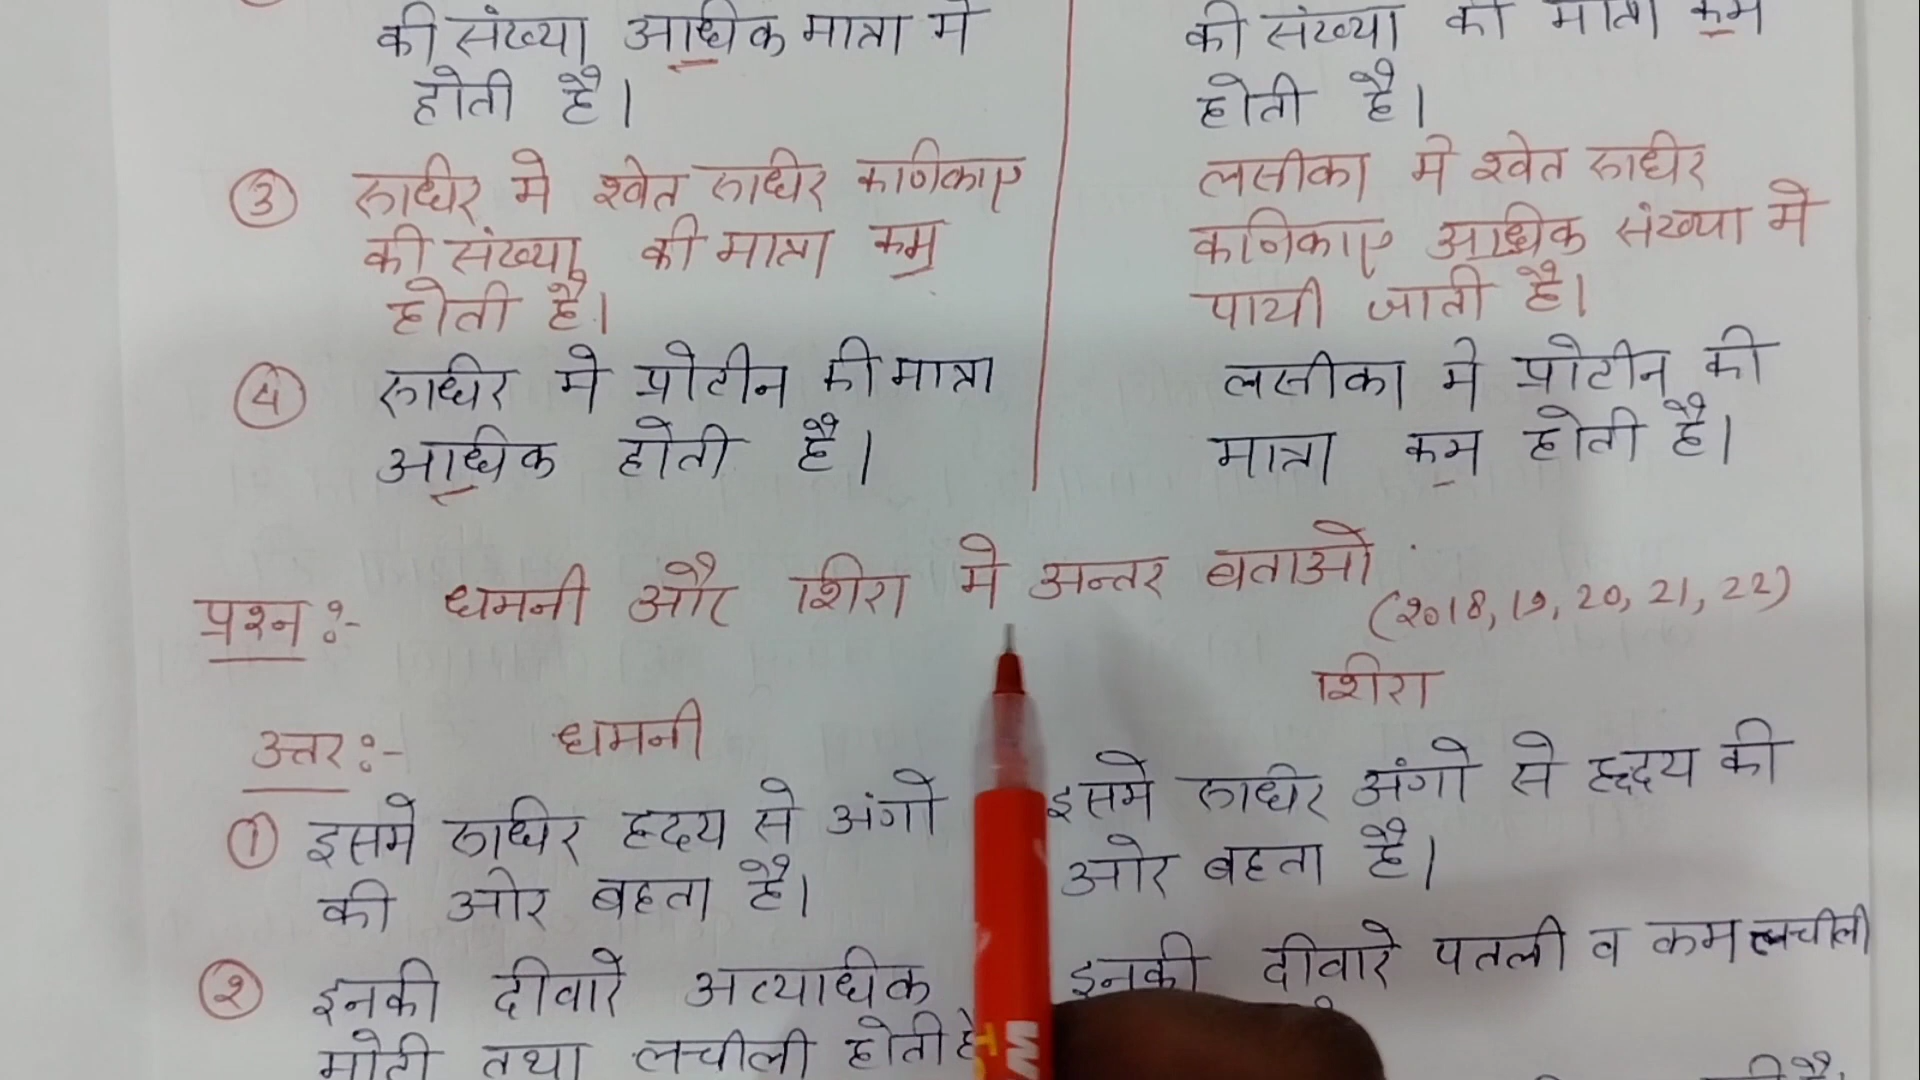 की संख्या अधिक मात्रा मे
होती है।
③ रुधिर मे श्वेत रुधिर कणिकाए
की संख्या की मात्रा कम
होती है।
④ रुधिर मे प्रोटीन की मात्रा
अधिक होती है।
की संख्या की मात्रा कम
होती है।
लसीका मे श्वेत रुधिर
कणिकाए अधिक संख्या मे
पायी जाती है।
लसीका मे प्रोटीन की
मात्रा कम होती है।
प्रश्न :- धमनी और शिरा मे अन्तर बताओ
(2018, 19, 20, 21, 22)
उत्तर :- धमनी
① इसमे रुधिर हृदय से अंगो
की ओर बहता है।
② इनकी दीवारे अत्याधिक
मोटी तथा लचीली होती है
शिरा
इसमे रुधिर अंगो से हृदय की
ओर बहता है।
इनकी दीवारे पतली व कम लचीली